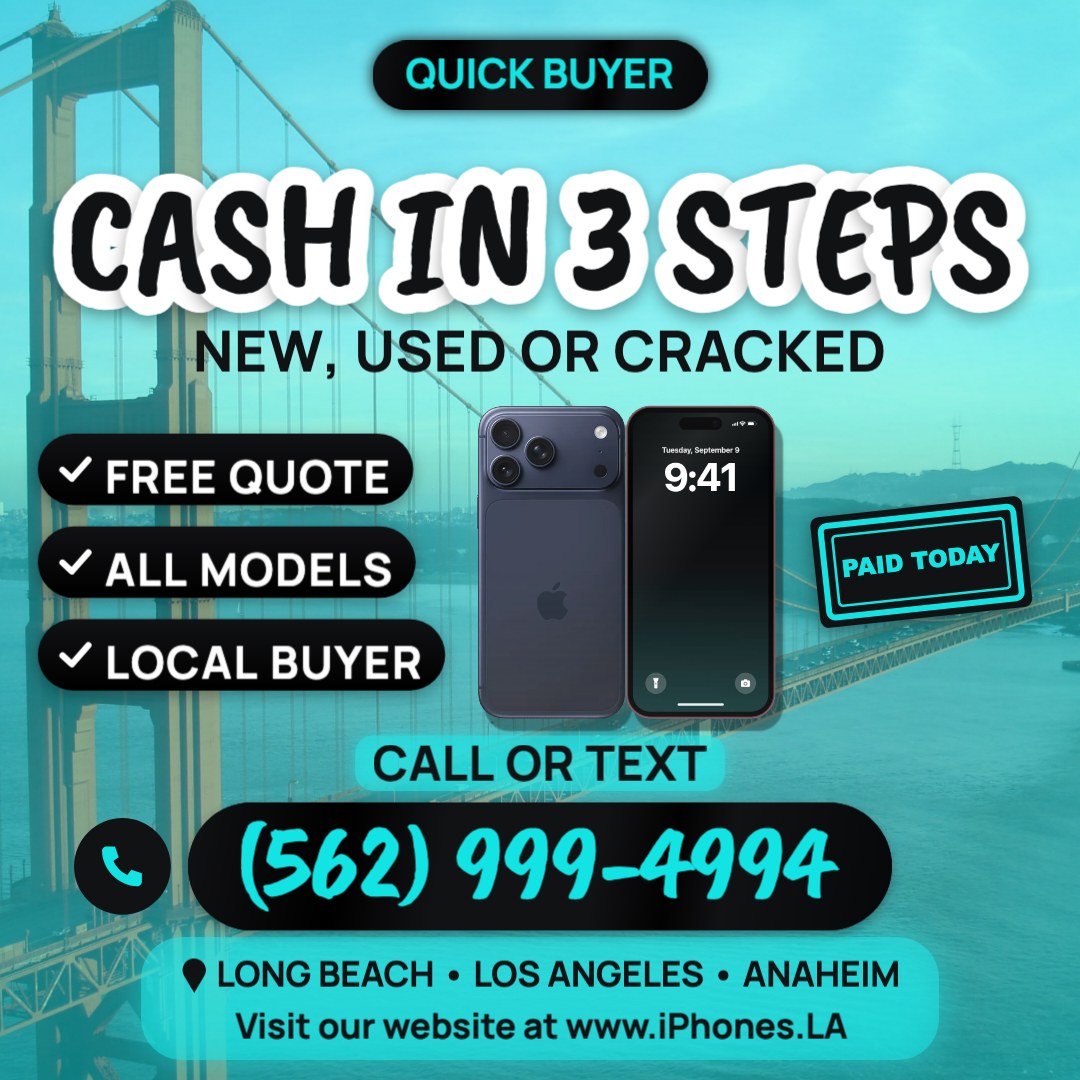 QUICK BUYER
CASH IN 3 STEPS
NEW, USED OR CRACKED
FREE QUOTE
ALL MODELS
LOCAL BUYER
Tuesday, September 9
9:41
PAID TODAY
CALL OR TEXT
(562) 999-4994
LONG BEACH • LOS ANGELES • ANAHEIM
Visit our website at www.iPhones.LA